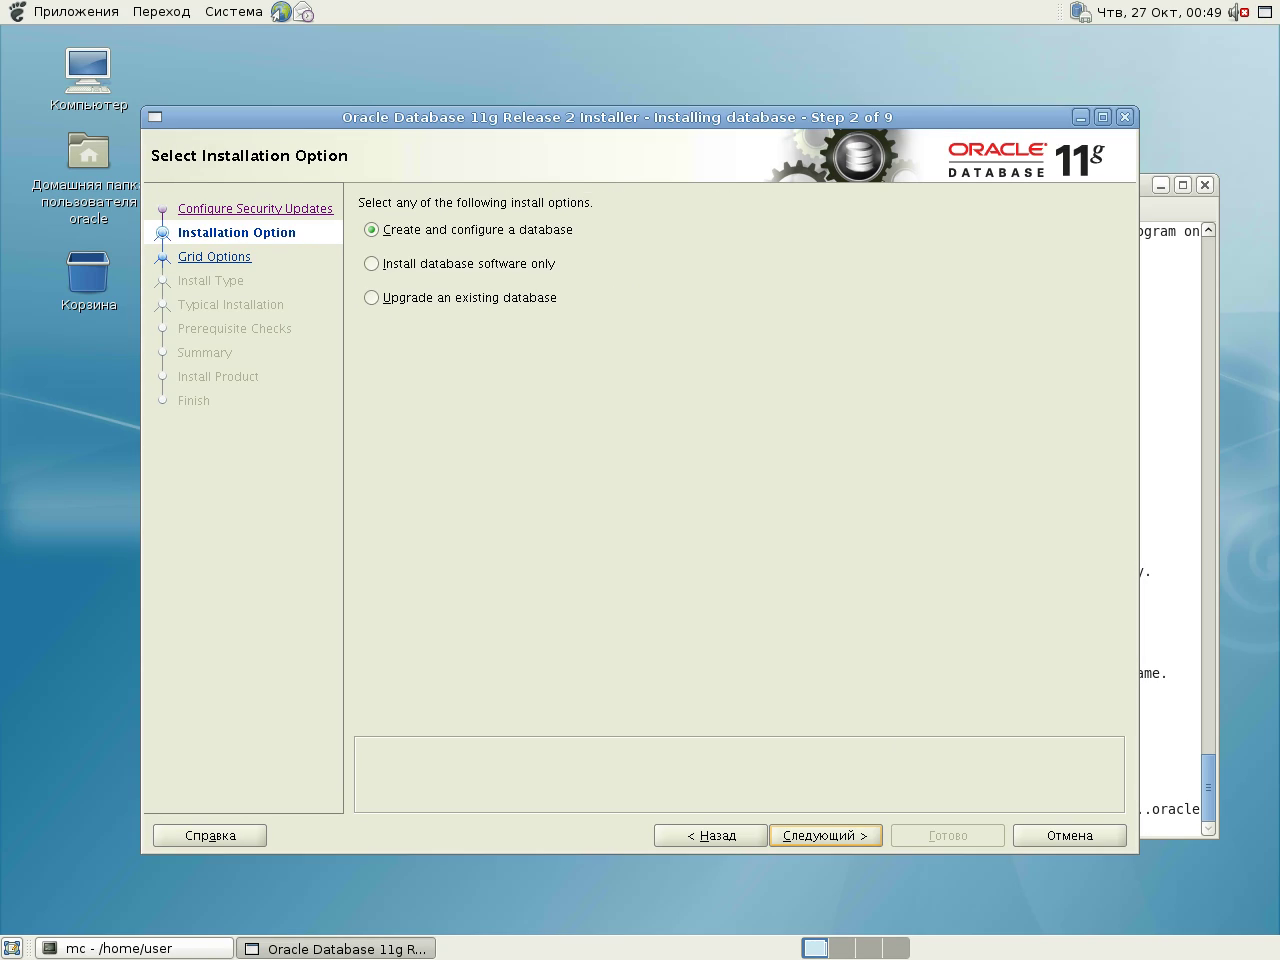 Приложения Переход Система
Чтв, 27 Окт, 00:49
Компьютер
Домашняя папк
пользователя
oracle
Корзина
Oracle Database 11g Release 2 Installer - Installing database - Step 2 of 9
Select Installation Option
ORACLE
DATABASE
11g
Configure Security Updates
Installation Option
Grid Options
Install Type
Typical Installation
Prerequisite Checks
Summary
Install Product
Finish
Select any of the following install options.
Create and configure a database
Install database software only
Upgrade an existing database
ogram on
y.
ame.
..oracle
Справка
< Назад
Следующий >
Готово
Отмена
mc - /home/user
Oracle Database 11g R...